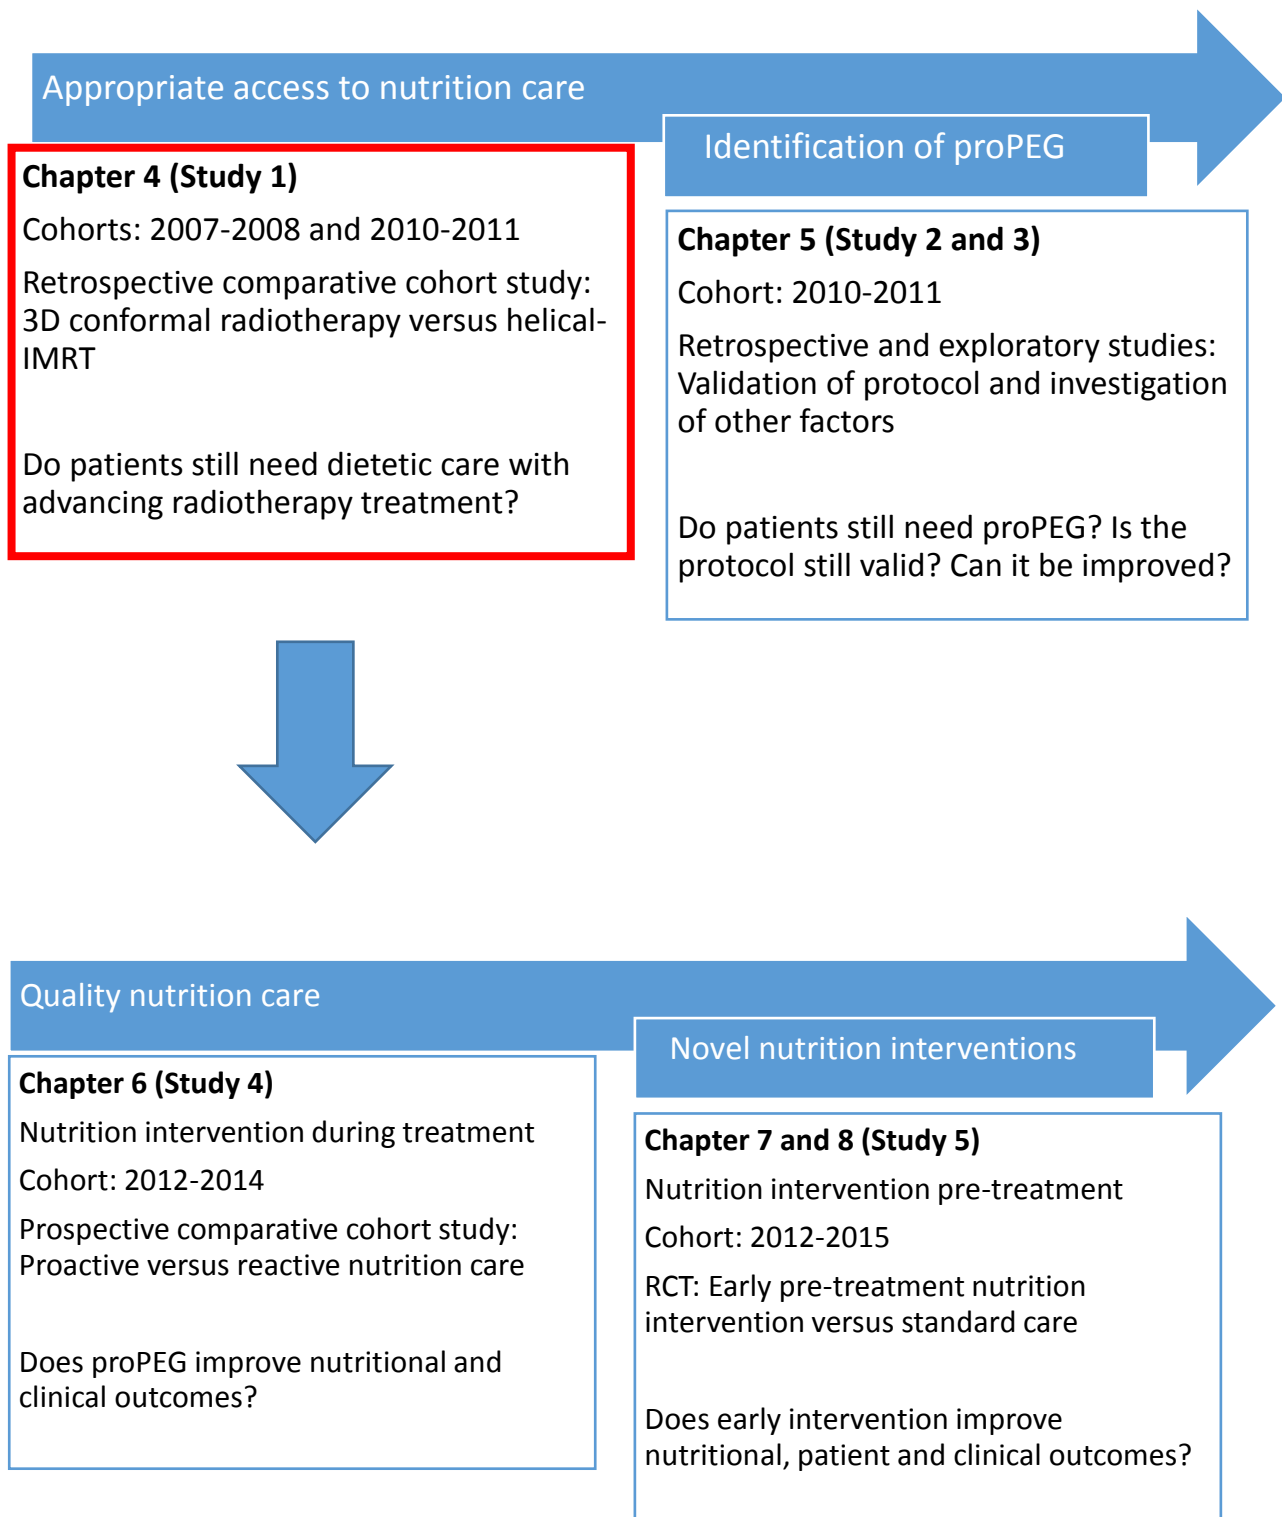 Appropriate access to nutrition care
Identification of proPEG
Chapter 4 (Study 1)
Cohorts: 2007-2008 and 2010-2011
Retrospective comparative cohort study:
3D conformal radiotherapy versus helical-
IMRT
Do patients still need dietetic care with
advancing radiotherapy treatment?
Chapter 5 (Study 2 and 3)
Cohort: 2010-2011
Retrospective and exploratory studies:
Validation of protocol and investigation
of other factors
Do patients still need proPEG? Is the
protocol still valid? Can it be improved?
Quality nutrition care
Novel nutrition interventions
Chapter 6 (Study 4)
Nutrition intervention during treatment
Cohort: 2012-2014
Prospective comparative cohort study:
Proactive versus reactive nutrition care
Does proPEG improve nutritional and
clinical outcomes?
Chapter 7 and 8 (Study 5)
Nutrition intervention pre-treatment
Cohort: 2012-2015
RCT: Early pre-treatment nutrition
intervention versus standard care
Does early intervention improve
nutritional, patient and clinical outcomes?